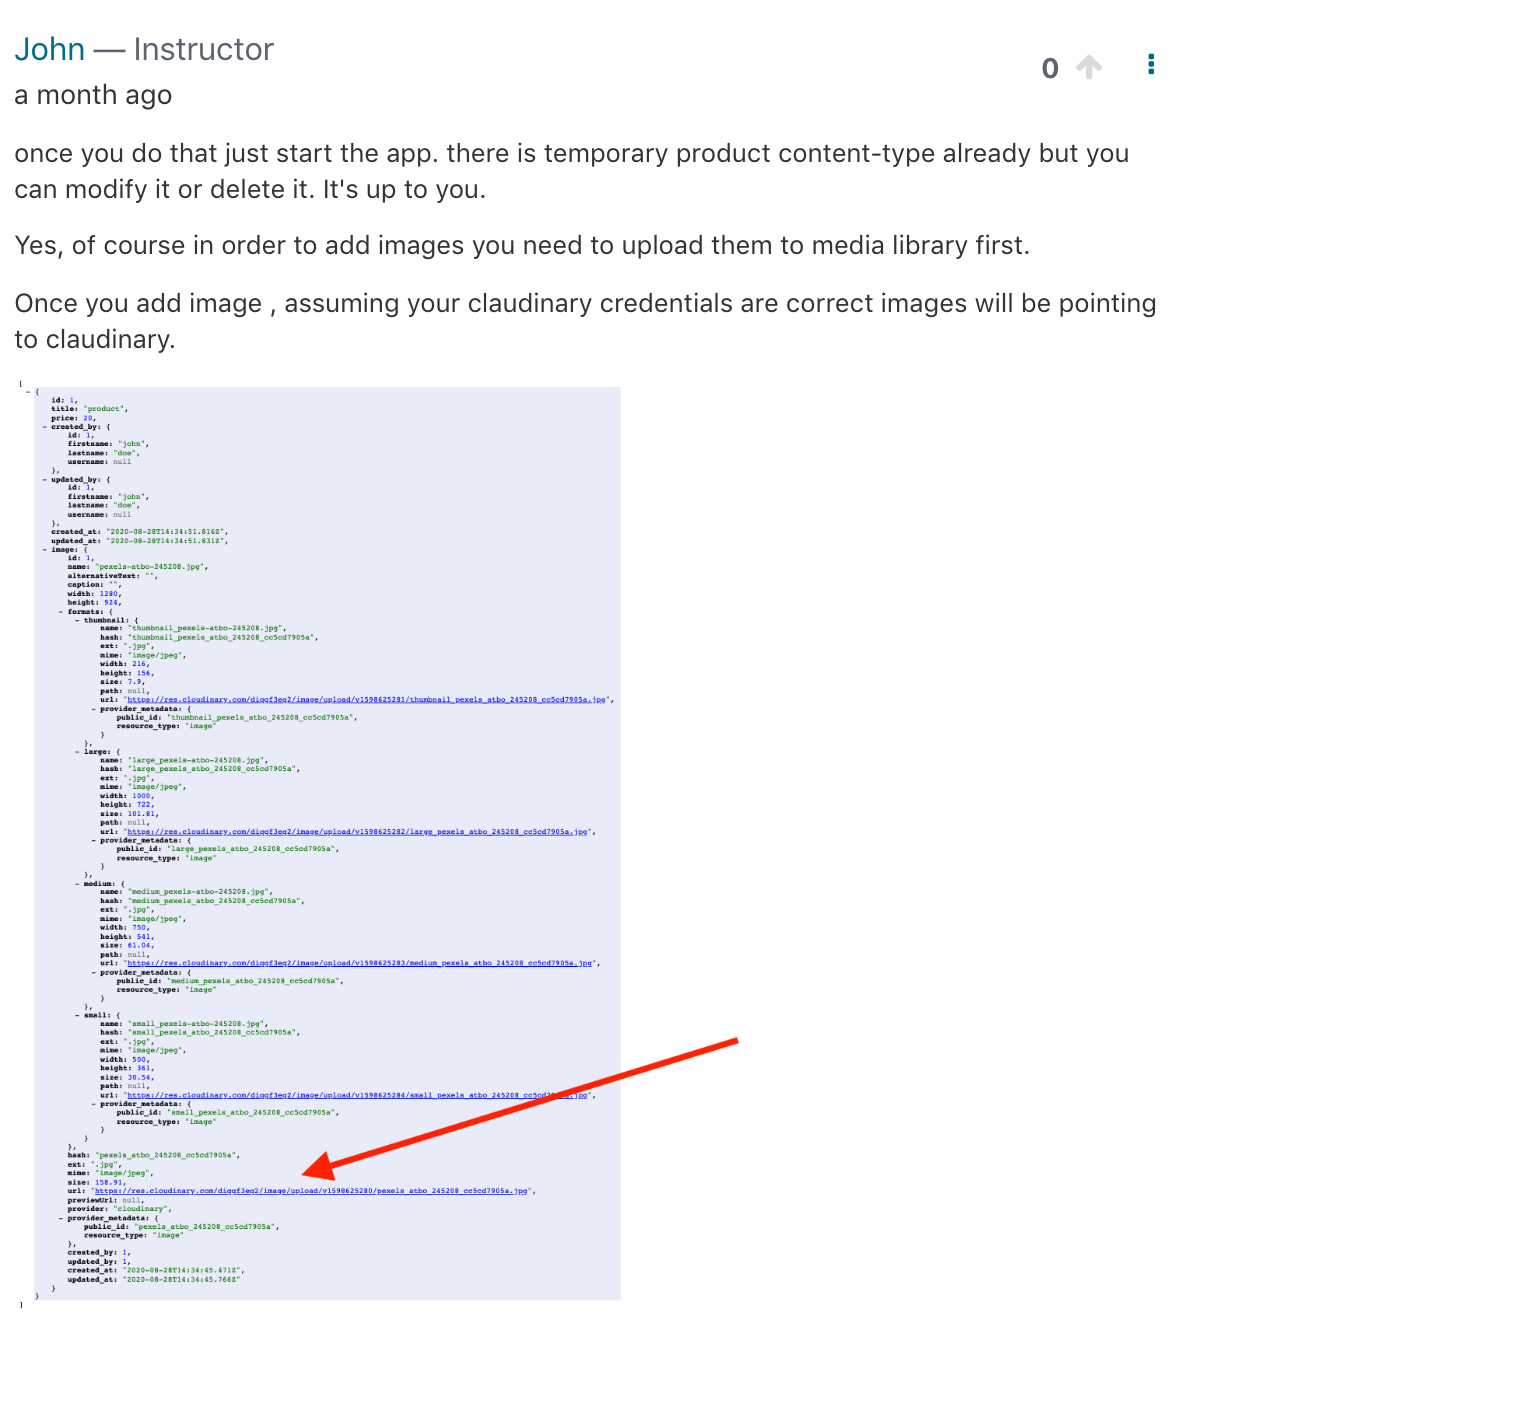 John — Instructor
0
a month ago
once you do that just start the app. there is temporary product content-type already but you
can modify it or delete it. It's up to you.
Yes, of course in order to add images you need to upload them to media library first.
Once you add image , assuming your claudinary credentials are correct images will be pointing
to claudinary.
[
- {
id: 1,
title: "product",
price: 20,
- created_by: {
id: 1,
firstname: "john",
lastname: "doe",
username: null
},
- updated_by: {
id: 1,
firstname: "john",
lastname: "doe",
username: null
},
created_at: "2020-08-28T14:34:51.816Z",
updated_at: "2020-08-28T14:34:51.831Z",
- image: {
id: 1,
name: "pexels-atbo-245208.jpg",
alternativeText: "",
caption: "",
width: 1280,
height: 924,
- formats: {
- thumbnail: {
name: "thumbnail_pexels-atbo-245208.jpg",
hash: "thumbnail_pexels_atbo_245208_cc5cd7905a",
ext: ".jpg",
mime: "image/jpeg",
width: 216,
height: 156,
size: 7.9,
path: null,
url: "https://res.cloudinary.com/diqqf3eq2/image/upload/v1598625281/thumbnail_pexels_atbo_245208_cc5cd7905a.jpg",
- provider_metadata: {
public_id: "thumbnail_pexels_atbo_245208_cc5cd7905a",
resource_type: "image"
}
},
- large: {
name: "large_pexels-atbo-245208.jpg",
hash: "large_pexels_atbo_245208_cc5cd7905a",
ext: ".jpg",
mime: "image/jpeg",
width: 1000,
height: 722,
size: 101.81,
path: null,
url: "https://res.cloudinary.com/diqqf3eq2/image/upload/v1598625282/large_pexels_atbo_245208_cc5cd7905a.jpg",
- provider_metadata: {
public_id: "large_pexels_atbo_245208_cc5cd7905a",
resource_type: "image"
}
},
- medium: {
name: "medium_pexels-atbo-245208.jpg",
hash: "medium_pexels_atbo_245208_cc5cd7905a",
ext: ".jpg",
mime: "image/jpeg",
width: 750,
height: 541,
size: 61.04,
path: null,
url: "https://res.cloudinary.com/diqqf3eq2/image/upload/v1598625283/medium_pexels_atbo_245208_cc5cd7905a.jpg",
- provider_metadata: {
public_id: "medium_pexels_atbo_245208_cc5cd7905a",
resource_type: "image"
}
},
- small: {
name: "small_pexels-atbo-245208.jpg",
hash: "small_pexels_atbo_245208_cc5cd7905a",
ext: ".jpg",
mime: "image/jpeg",
width: 500,
height: 361,
size: 30.54,
path: null,
url: "https://res.cloudinary.com/diqqf3eq2/image/upload/v1598625284/small_pexels_atbo_245208_cc5cd7905a.jpg",
- provider_metadata: {
public_id: "small_pexels_atbo_245208_cc5cd7905a",
resource_type: "image"
}
}
},
hash: "pexels_atbo_245208_cc5cd7905a",
ext: ".jpg",
mime: "image/jpeg",
size: 158.91,
url: "https://res.cloudinary.com/diqqf3eq2/image/upload/v1598625280/pexels_atbo_245208_cc5cd7905a.jpg",
previewUrl: null,
provider: "cloudinary",
- provider_metadata: {
public_id: "pexels_atbo_245208_cc5cd7905a",
resource_type: "image"
},
created_by: 1,
updated_by: 1,
created_at: "2020-08-28T14:34:45.471Z",
updated_at: "2020-08-28T14:34:45.766Z"
}
}
]